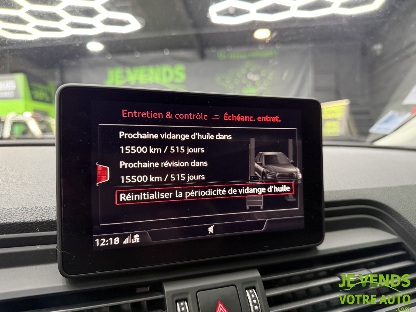 JE VENDS
Entretien & contrôle Échéanc. entret.
Prochaine vidange d'huile dans
15500 km / 515 jours
Prochaine révision dans
15500 km / 515 jours
Réinitialiser la périodicité de vidange d'huile
12:18
JE VENDS
VOTRE AUTO